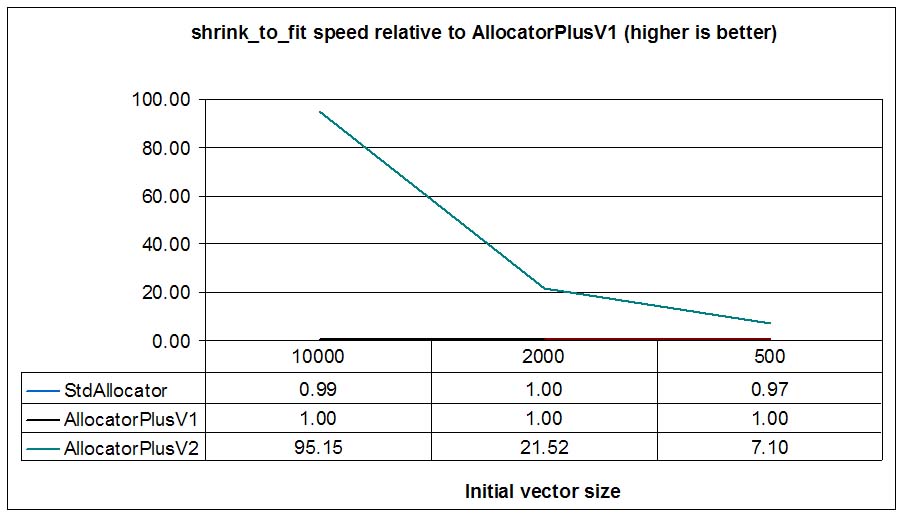 shrink_to_fit speed relative to AllocatorPlusV1 (higher is better)
100.00
80.00
60.00
40.00
20.00
0.00
10000 2000 500
StdAllocator 0.99 1.00 0.97
AllocatorPlusV1 1.00 1.00 1.00
AllocatorPlusV2 95.15 21.52 7.10
Initial vector size